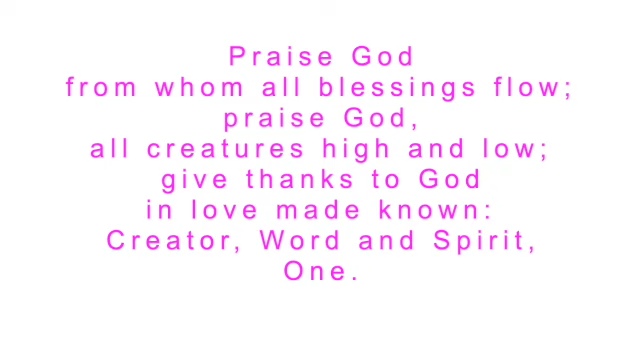 Praise God
from whom all blessings flow;
praise God,
all creatures high and low;
give thanks to God
in love made known:
Creator, Word and Spirit,
One.